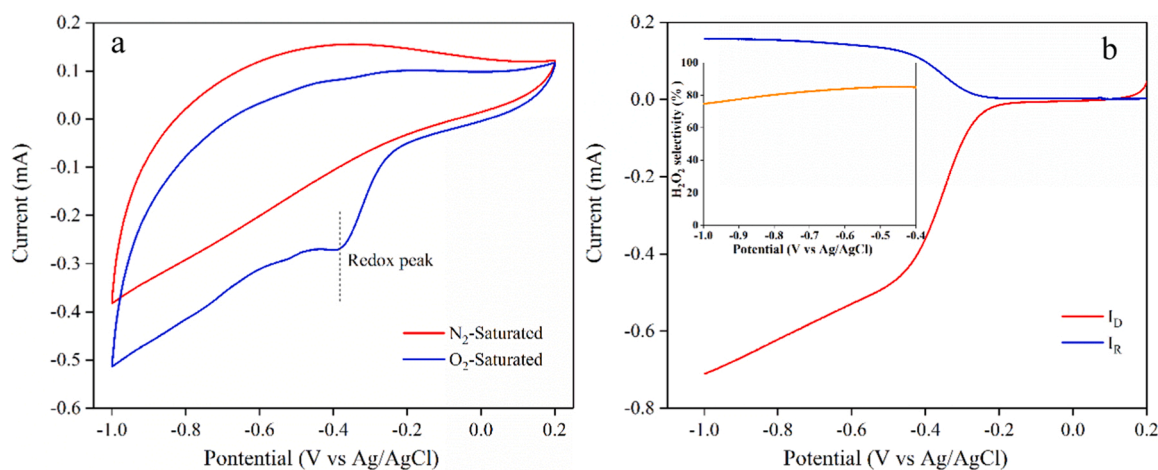 a
0.2
0.1
0.0
-0.1
-0.2
-0.3
-0.4
-0.5
-0.6
Current (mA)
Redox peak
N2-Saturated
O2-Saturated
-1.0 -0.8 -0.6 -0.4 -0.2 0.0 0.2
Pontential (V vs Ag/AgCl)
b
0.2
0.0
-0.2
-0.4
-0.6
-0.8
Current (mA)
100
80
60
40
20
0
H2O2 selectivity (%)
-1.0 -0.9 -0.8 -0.7 -0.6 -0.5 -0.4
Potential (V vs Ag/AgCl)
ID
IR
-1.0 -0.8 -0.6 -0.4 -0.2 0.0 0.2
Potential (V vs Ag/AgCl)